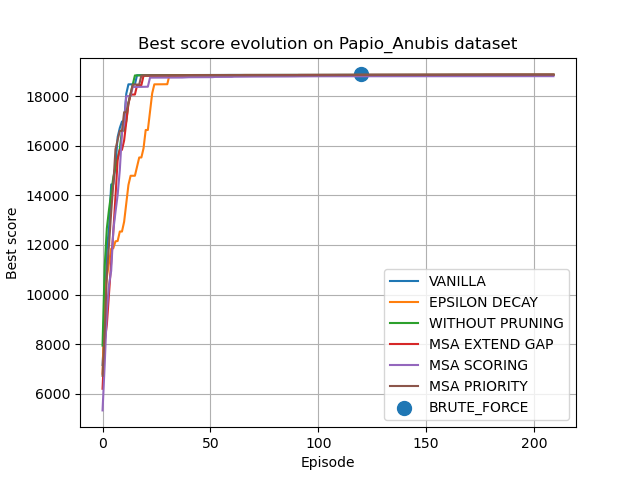 Best score evolution on Papio_Anubis dataset
Best score
18000
16000
14000
12000
10000
8000
6000
0
50
100
150
200
Episode
VANILLA
EPSILON DECAY
WITHOUT PRUNING
MSA EXTEND GAP
MSA SCORING
MSA PRIORITY
BRUTE_FORCE